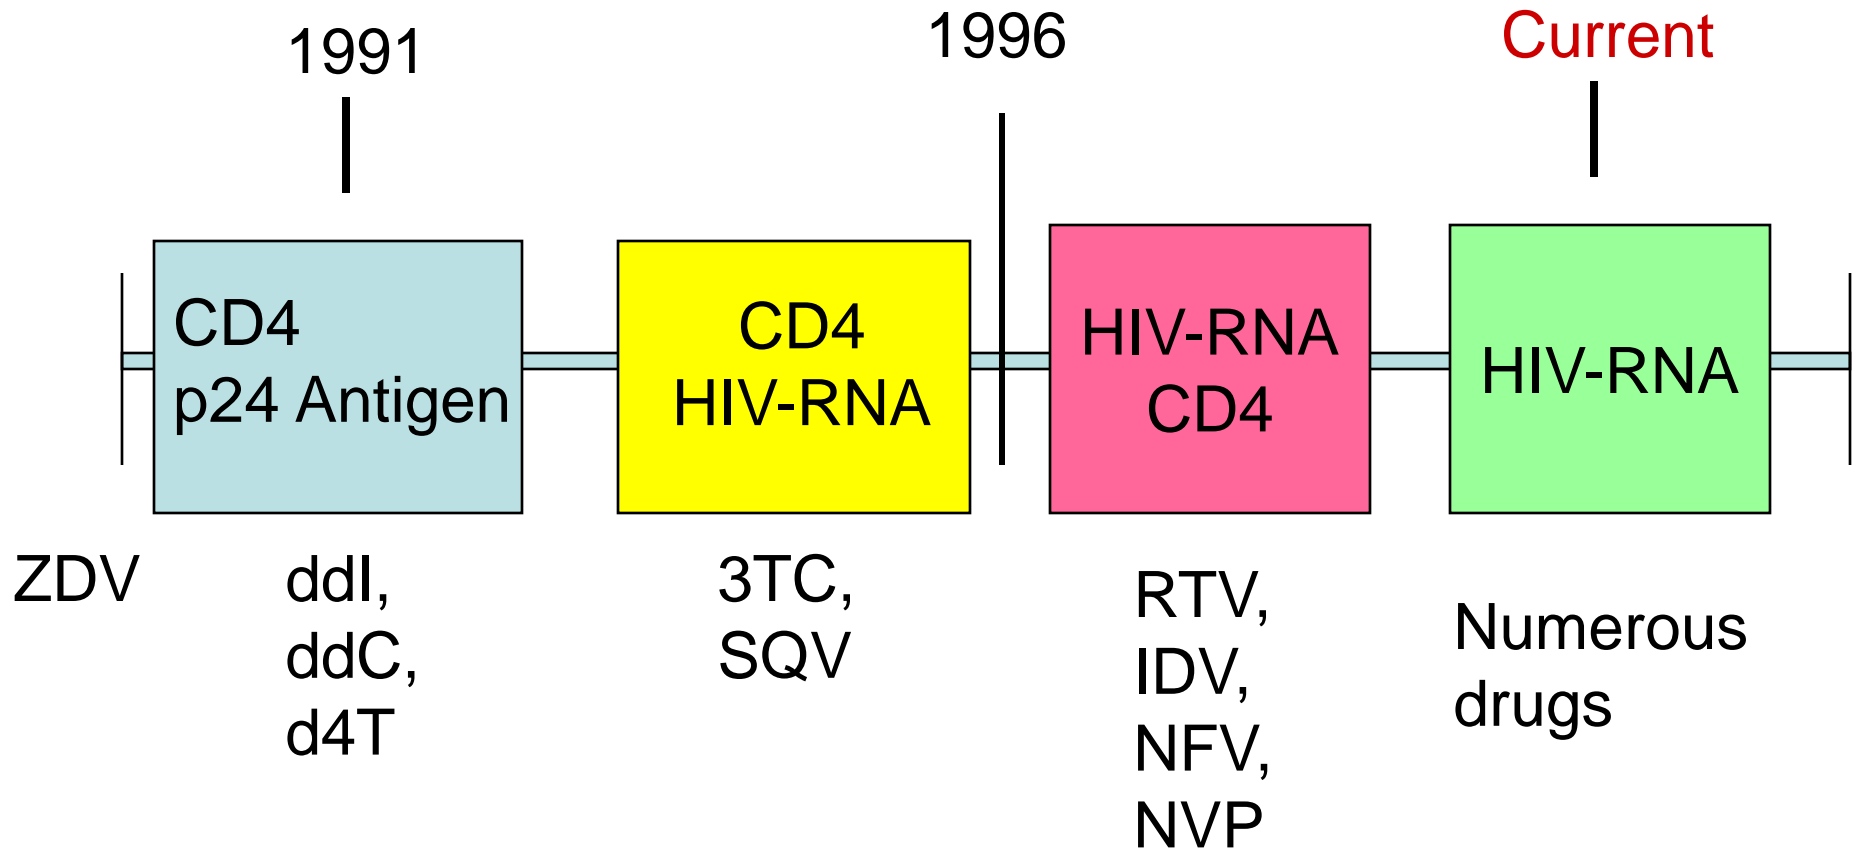 1991
1996
Current
CD4
p24 Antigen
CD4
HIV-RNA
HIV-RNA
CD4
HIV-RNA
ZDV
ddI,
ddC,
d4T
3TC,
SQV
RTV,
IDV,
NFV,
NVP
Numerous
drugs